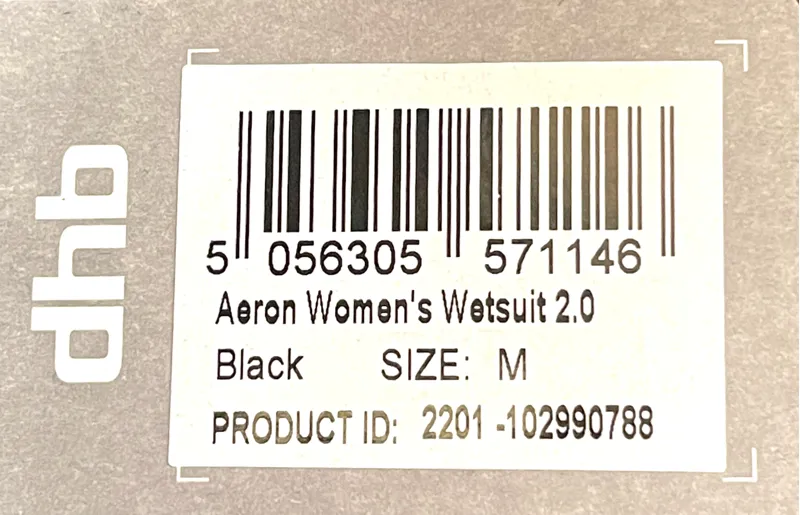 dhb
5 056305 571146
Aeron Women's Wetsuit 2.0
Black SIZE: M
PRODUCT ID: 2201 -102990788